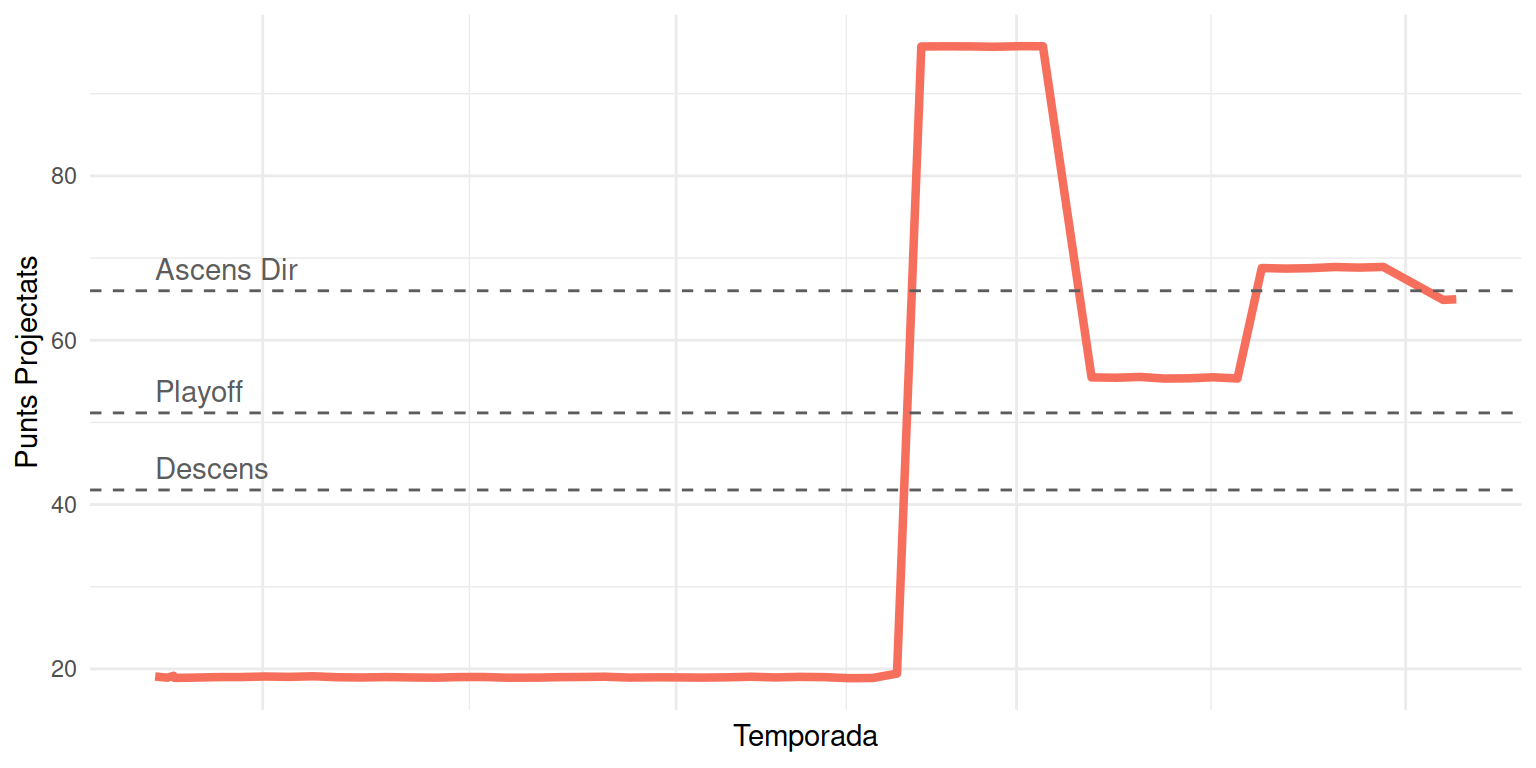 Punts Projectats
80
60
40
20
Ascens Dir
Playoff
Descens
Temporada